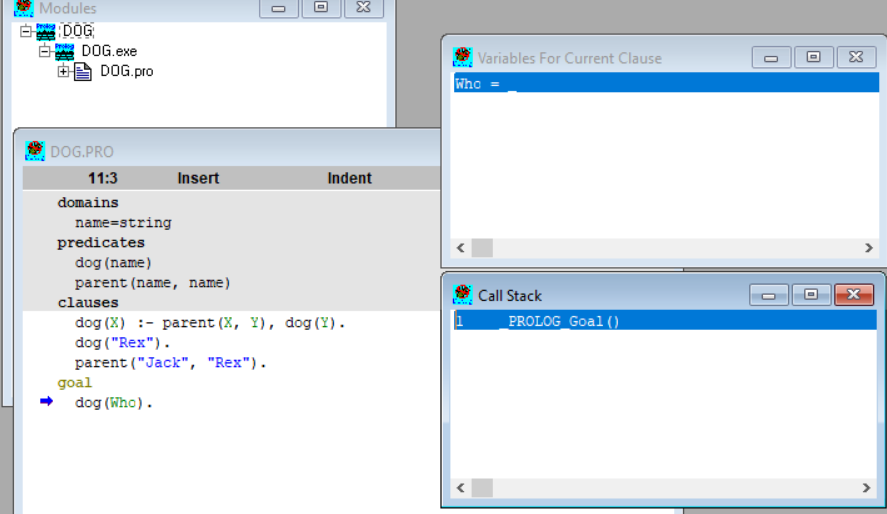 Modules
DOG
DOG.exe
DOG.pro
Variables For Current Clause
Who = _
DOG.PRO
11:3 Insert Indent
domains
name=string
predicates
dog(name)
parent(name, name)
clauses
dog(X) :- parent(X, Y), dog(Y).
dog("Rex").
parent("Jack", "Rex").
goal
dog(Who).
Call Stack
1 _PROLOG_Goal()